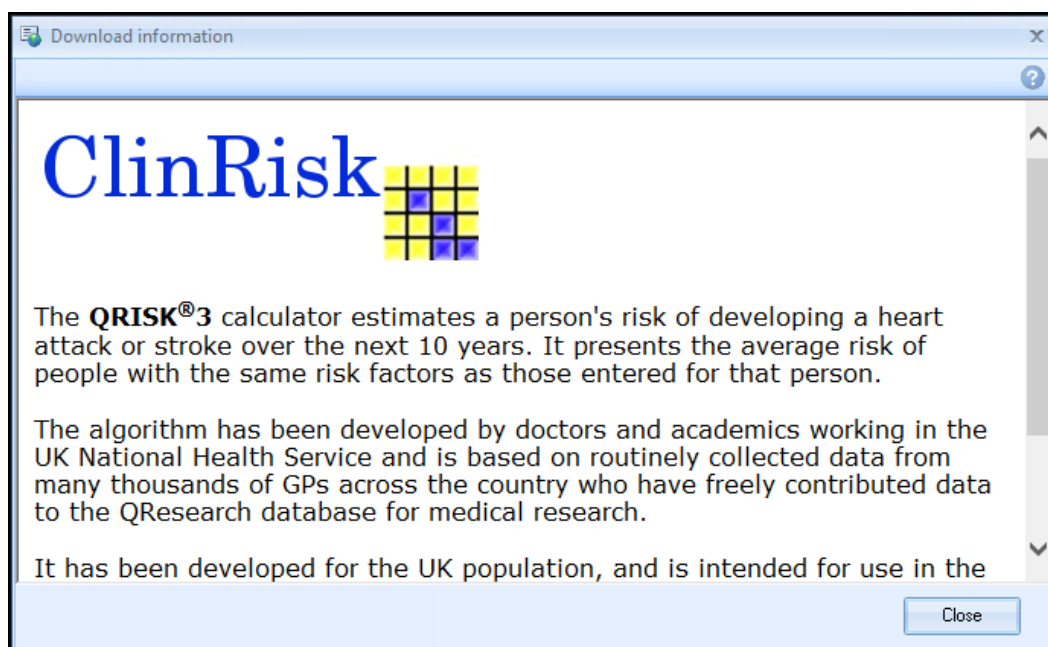 Download information
ClinRisk
The QRISK®3 calculator estimates a person's risk of developing a heart
attack or stroke over the next 10 years. It presents the average risk of
people with the same risk factors as those entered for that person.
The algorithm has been developed by doctors and academics working in the
UK National Health Service and is based on routinely collected data from
many thousands of GPs across the country who have freely contributed data
to the QResearch database for medical research.
It has been developed for the UK population, and is intended for use in the
Close